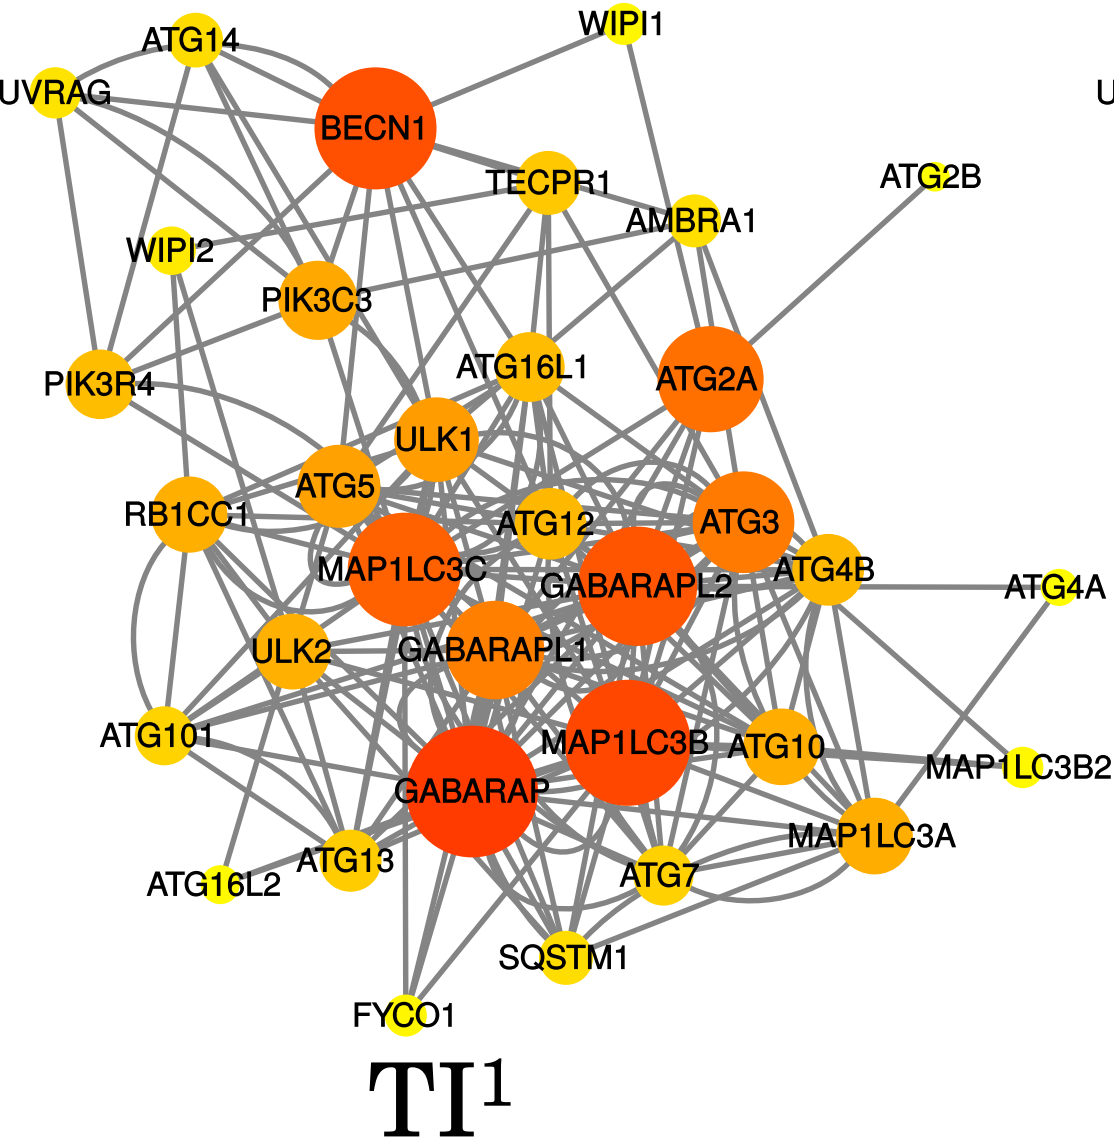 WIPI1
ATG14
UVRAG
U
BECN1
ATG2B
TECPR1
AMBRA1
WIPI2
PIK3C3
ATG16L1
ATG2A
PIK3R4
ULK1
ATG5
RB1CC1
ATG12
ATG3
MAP1LC3C
GABARAPL2
ATG4B
ATG4A
ULK2
GABARAPL1
ATG101
MAP1LC3B
ATG10
MAP1LC3B2
GABARAP
MAP1LC3A
ATG13
ATG7
ATG16L2
SQSTM1
FYCO1
TI¹